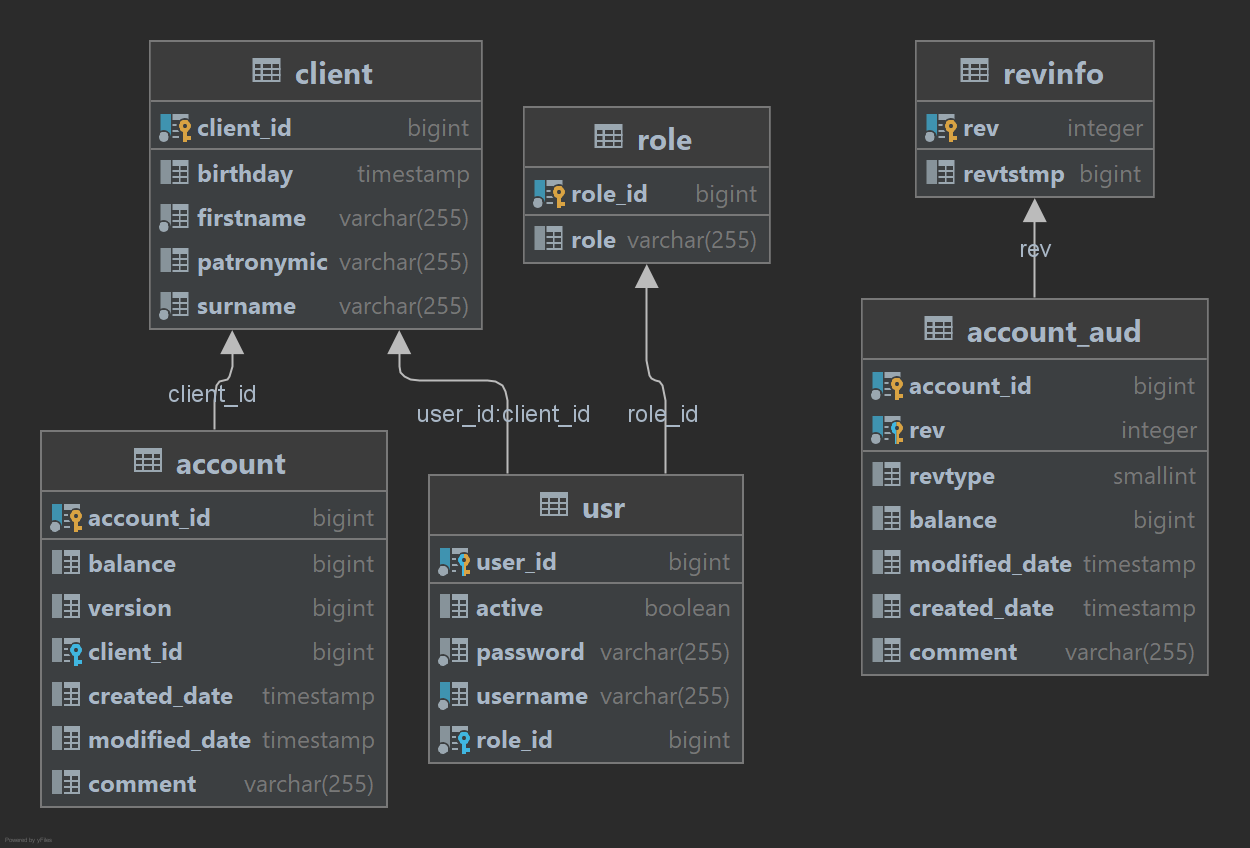 client
client_id bigint
birthday timestamp
firstname varchar(255)
patronymic varchar(255)
surname varchar(255)
role
role_id bigint
role varchar(255)
revinfo
rev integer
revtstmp bigint
rev
client_id
user_id:client_id
role_id
account
account_id bigint
balance bigint
version bigint
client_id bigint
created_date timestamp
modified_date timestamp
comment varchar(255)
usr
user_id bigint
active boolean
password varchar(255)
username varchar(255)
role_id bigint
account_aud
account_id bigint
rev integer
revtype smallint
balance bigint
modified_date timestamp
created_date timestamp
comment varchar(255)
Powered by yFiles